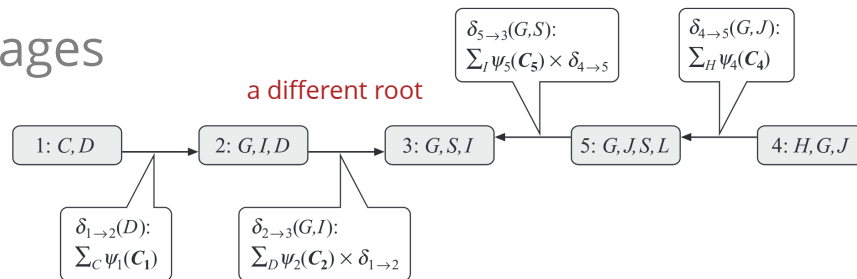 ages
a different root
δ5→3(G,S):
∑I ψ5(C5) × δ4→5
δ4→5(G,J):
∑H ψ4(C4)
1: C,D
2: G,I,D
3: G,S,I
5: G,J,S,L
4: H,G,J
δ1→2(D):
∑C ψ1(C1)
δ2→3(G,I):
∑D ψ2(C2) × δ1→2